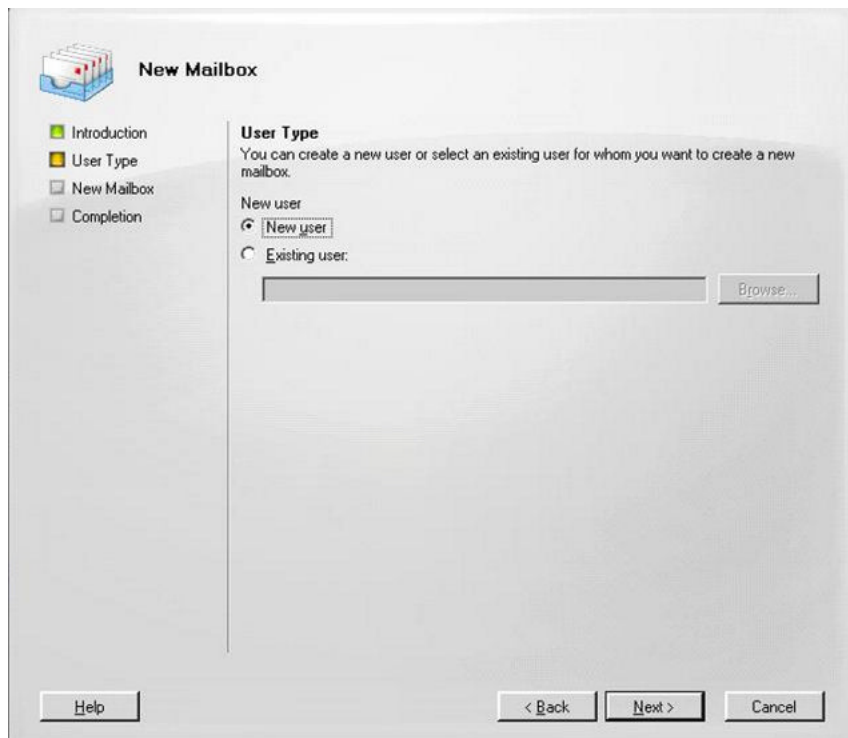 New Mailbox
Introduction
User Type
New Mailbox
Completion
User Type
You can create a new user or select an existing user for whom you want to create a new
mailbox.
New user
New user
Existing user:
Browse...
Help
< Back
Next >
Cancel